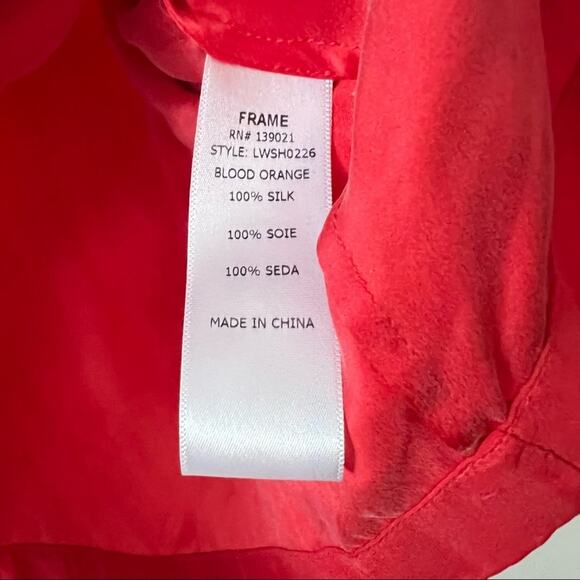 FRAME
RN# 139021
STYLE: LWSH0226
BLOOD ORANGE
100% SILK
100% SOIE
100% SEDA
MADE IN CHINA